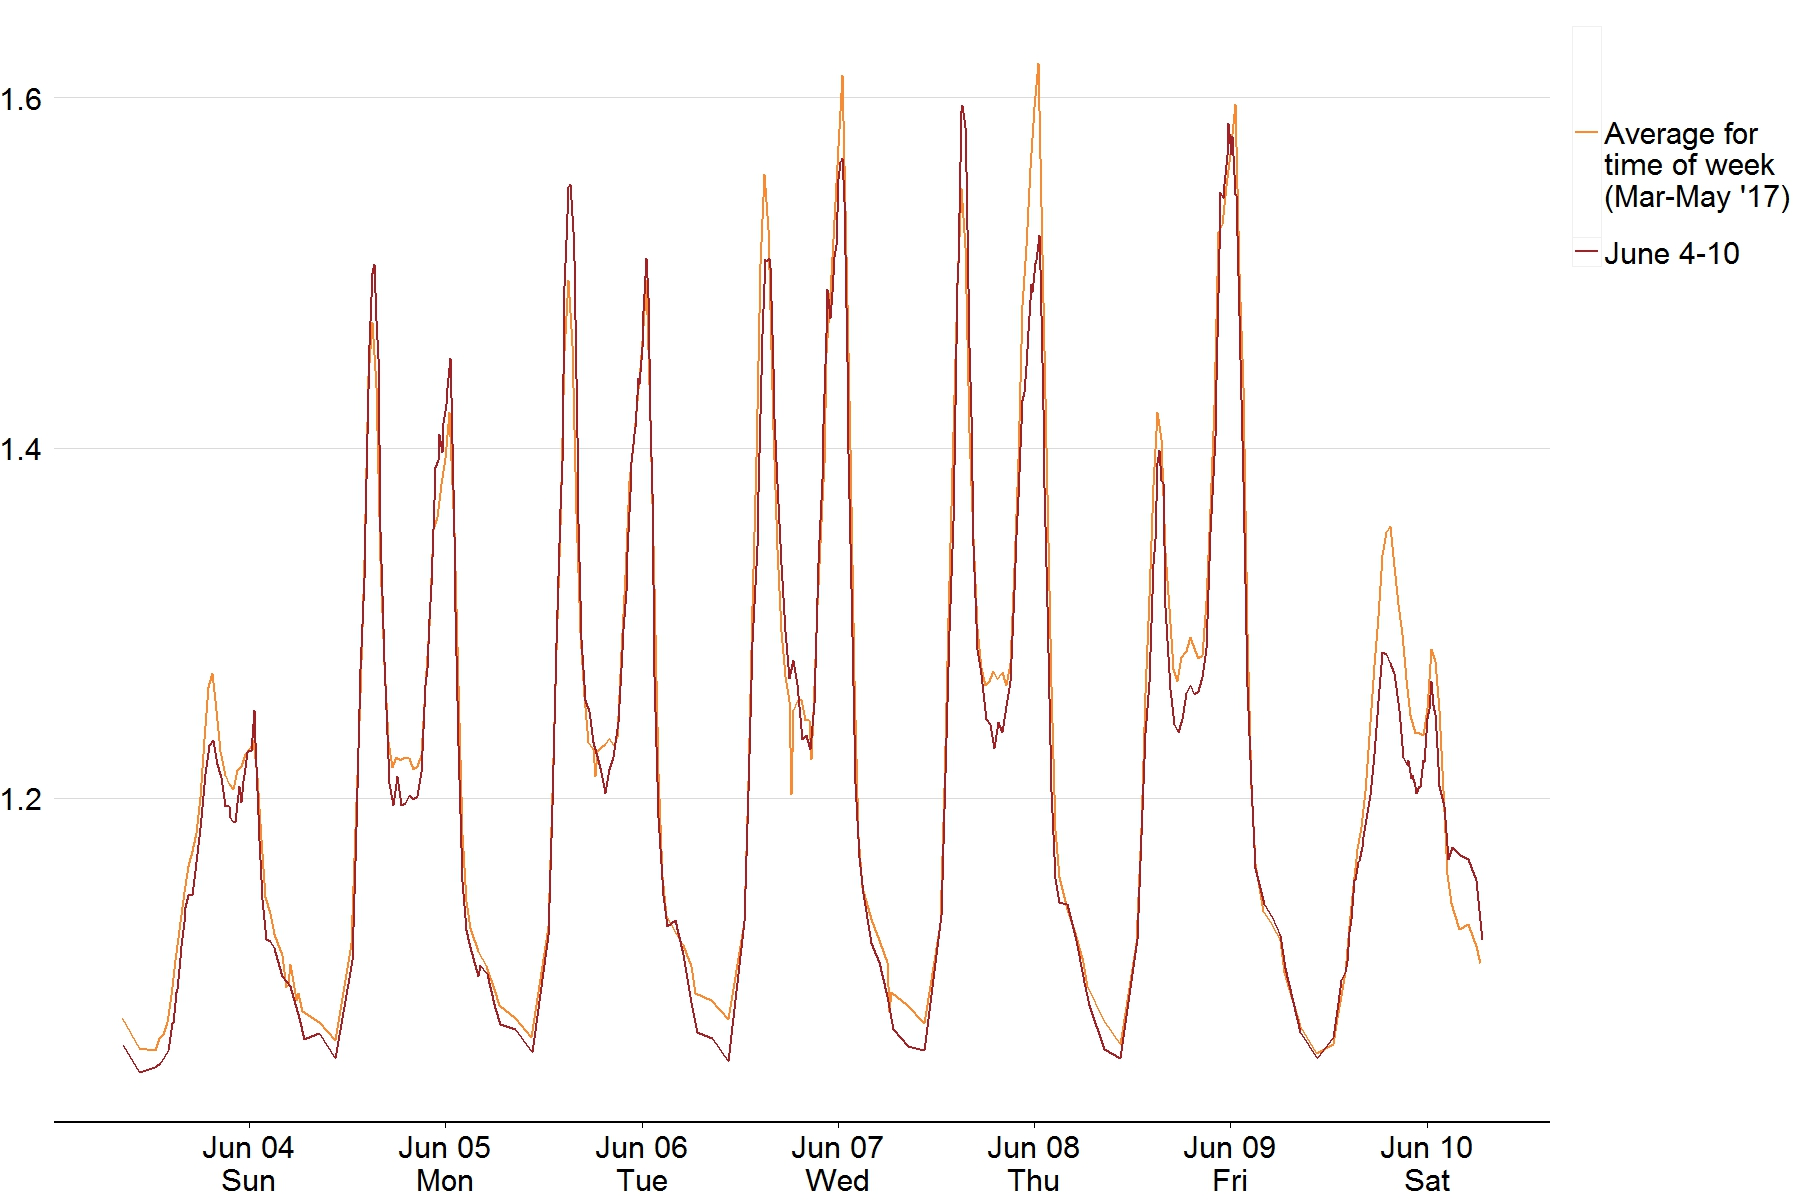 1.6
1.4
1.2
Jun 04 Jun 05 Jun 06 Jun 07 Jun 08 Jun 09 Jun 10
Sun Mon Tue Wed Thu Fri Sat
Average for
time of week
(Mar-May '17)
June 4-10